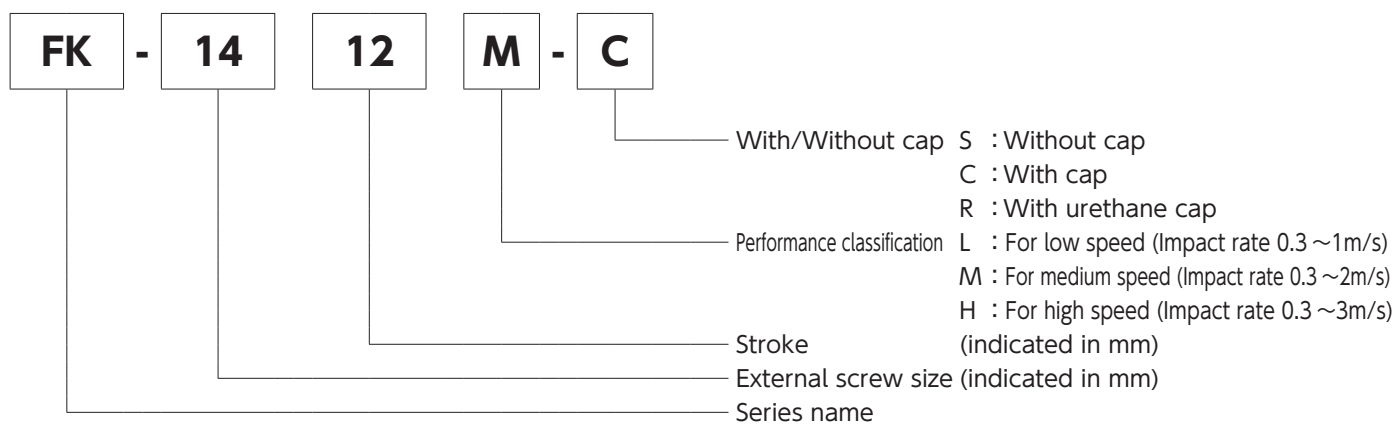 FK - 14 12 M - C
With/Without cap S ：Without cap
C ：With cap
R ：With urethane cap
Performance classification L ：For low speed (Impact rate 0.3～1m/s)
M：For medium speed (Impact rate 0.3～2m/s)
H ：For high speed (Impact rate 0.3～3m/s)
Stroke (indicated in mm)
External screw size (indicated in mm)
Series name